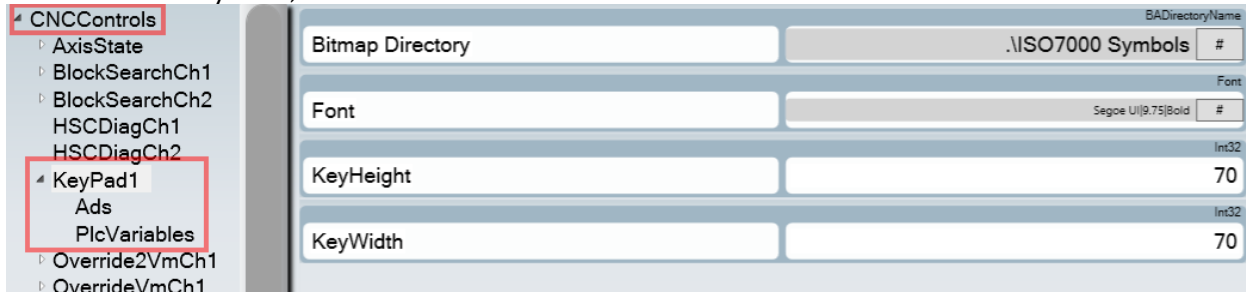 CNCControls
AxisState
BlockSearchCh1
BlockSearchCh2
HSCDiagCh1
HSCDiagCh2
KeyPad1
Ads
PlcVariables
Override2VmCh1
OverrideVmCh1
BADirectoryName
Bitmap Directory .\ISO7000 Symbols #
Font
Font Segoe UI|9.75|Bold #
Int32
KeyHeight 70
Int32
KeyWidth 70